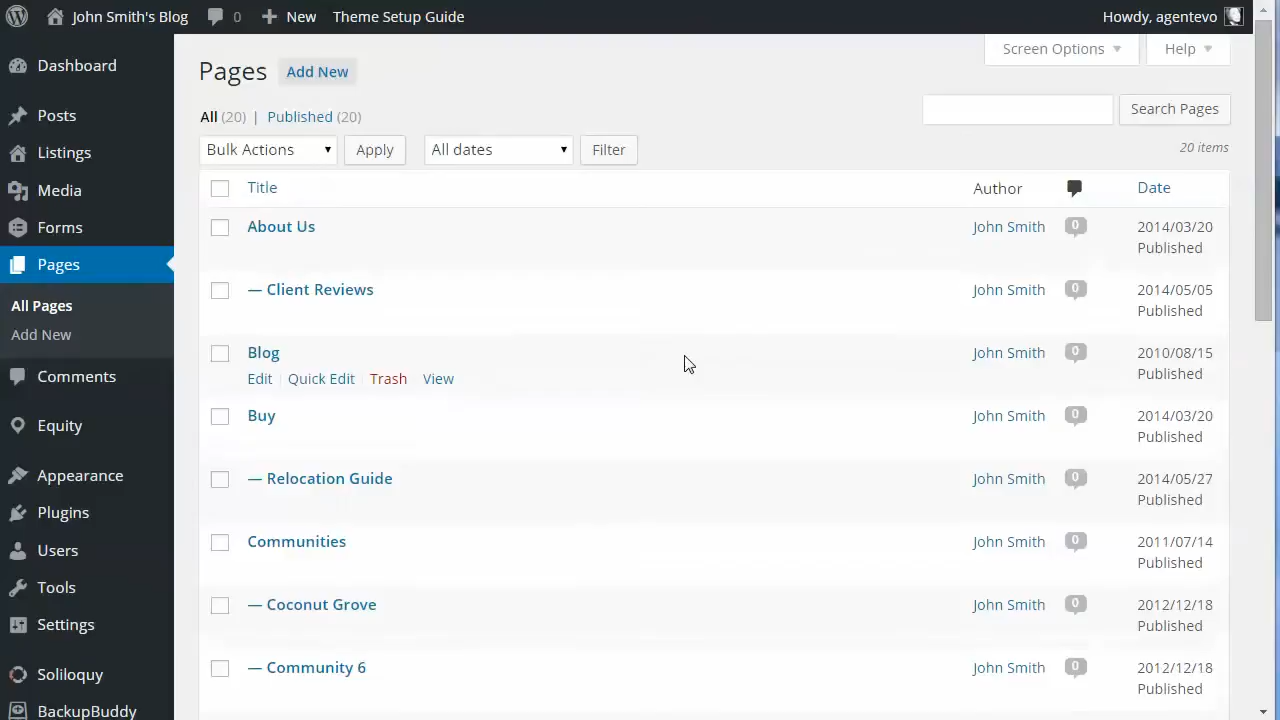 John Smith's Blog 0 New Theme Setup Guide Howdy, agentevo
Dashboard
Posts
Listings
Media
Forms
Pages
All Pages
Add New
Comments
Equity
Appearance
Plugins
Users
Tools
Settings
Soliloquy
BackupBuddy
Screen Options Help
Pages Add New
All (20) | Published (20)
Search Pages
Bulk Actions Apply All dates Filter
20 items
Title Author Date
About Us John Smith 0 2014/03/20
Published
— Client Reviews John Smith 0 2014/05/05
Published
Blog John Smith 0 2010/08/15
Edit | Quick Edit | Trash | View Published
Buy John Smith 0 2014/03/20
Published
— Relocation Guide John Smith 0 2014/05/27
Published
Communities John Smith 0 2011/07/14
Published
— Coconut Grove John Smith 0 2012/12/18
Published
— Community 6 John Smith 0 2012/12/18
Published